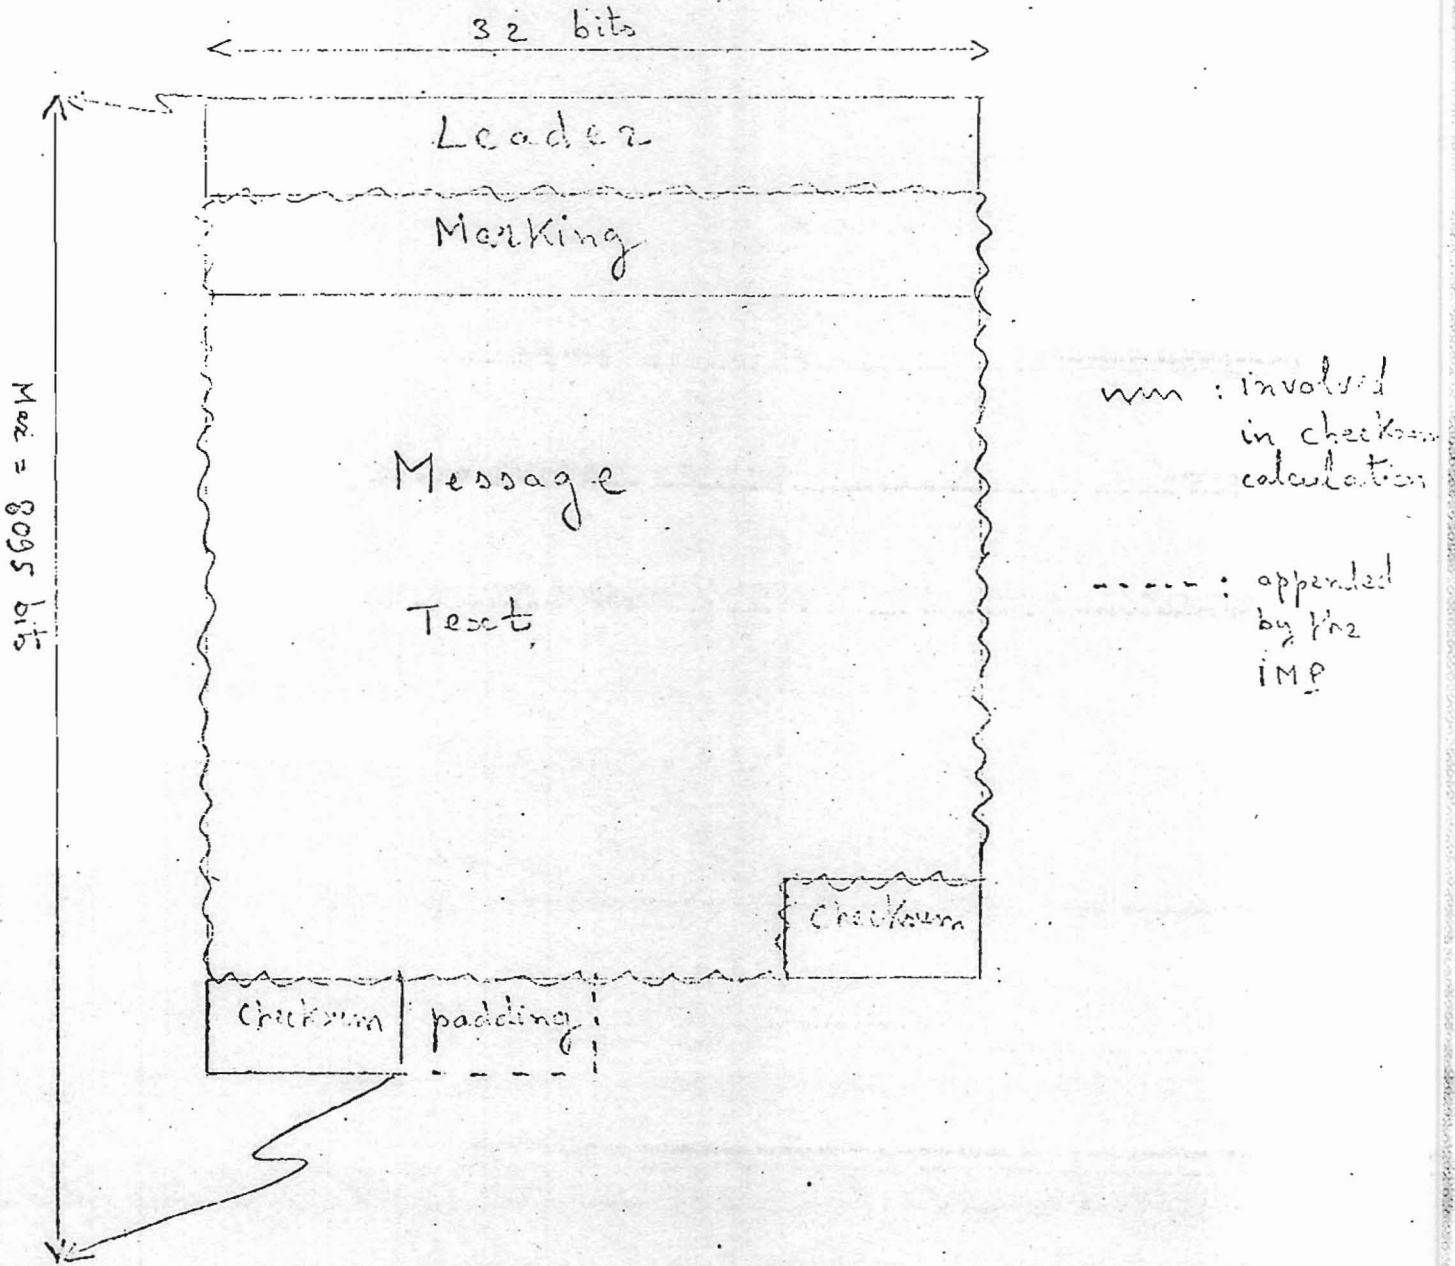 32 bits
Leader
Marking
Max = 8095 bits
Message
Text
involved
in checksum
calculation
appended
by the
iMP
Checksum
Checksum
padding